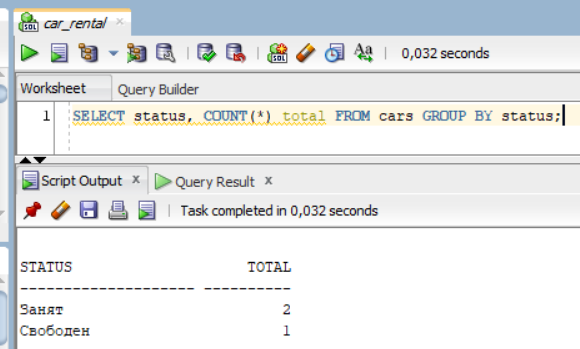 car_rental
0,032 seconds
Worksheet Query Builder
1 SELECT status, COUNT(*) total FROM cars GROUP BY status;
Script Output x Query Result x
Task completed in 0,032 seconds
STATUS TOTAL
-------------------- ----------
Занят 2
Свободен 1